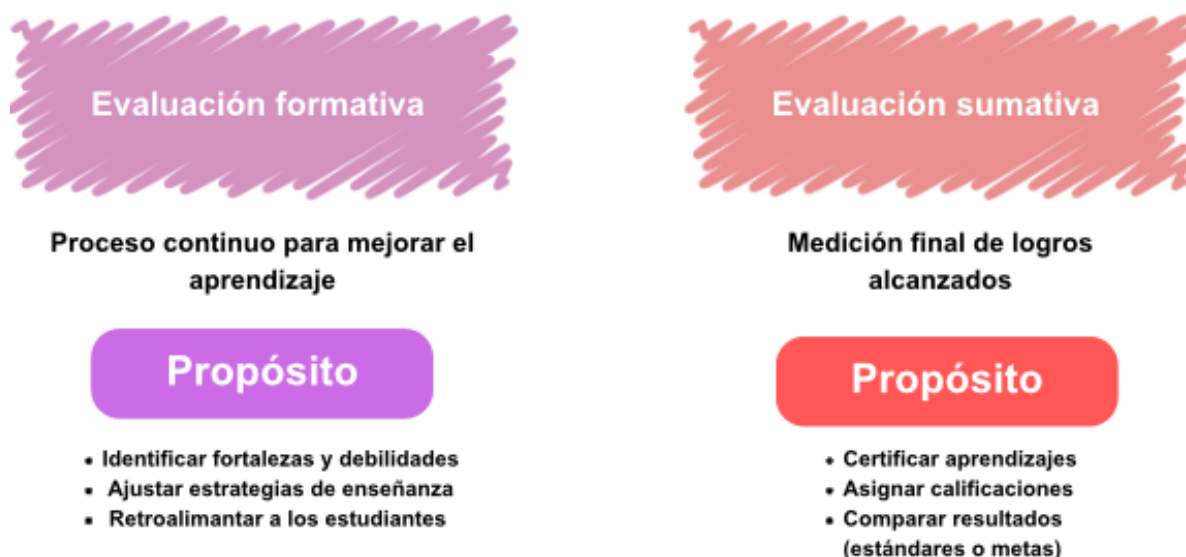 Evaluación formativa
Proceso continuo para mejorar el
aprendizaje
Propósito
• Identificar fortalezas y debilidades
▪ Ajustar estrategias de enseñanza
▪ Retroalimantar a los estudiantes
Evaluación sumativa
Medición final de logros
alcanzados
Propósito
• Certificar aprendizajes
• Asignar calificaciones
• Comparar resultados
(estándares o metas)